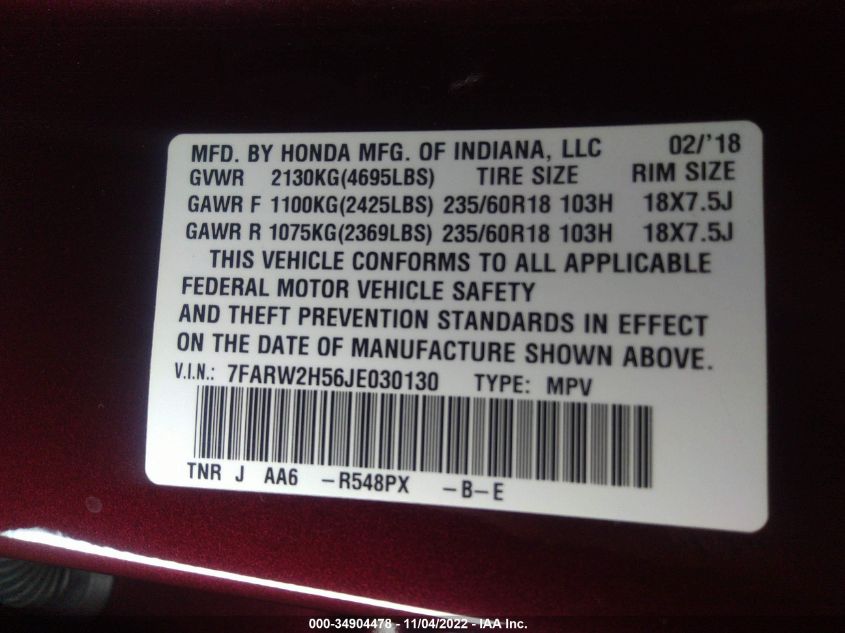 MFD. BY HONDA MFG. OF INDIANA, LLC 02/'18
GVWR 2130KG(4695LBS) TIRE SIZE RIM SIZE
GAWR F 1100KG(2425LBS) 235/60R18 103H 18X7.5J
GAWR R 1075KG(2369LBS) 235/60R18 103H 18X7.5J
THIS VEHICLE CONFORMS TO ALL APPLICABLE
FEDERAL MOTOR VEHICLE SAFETY
AND THEFT PREVENTION STANDARDS IN EFFECT
ON THE DATE OF MANUFACTURE SHOWN ABOVE.
V.I.N.: 7FARW2H56JE030130 TYPE: MPV
TNR J AA6 -R548PX -B-E
000-34904478 - 11/04/2022 - IAA Inc.